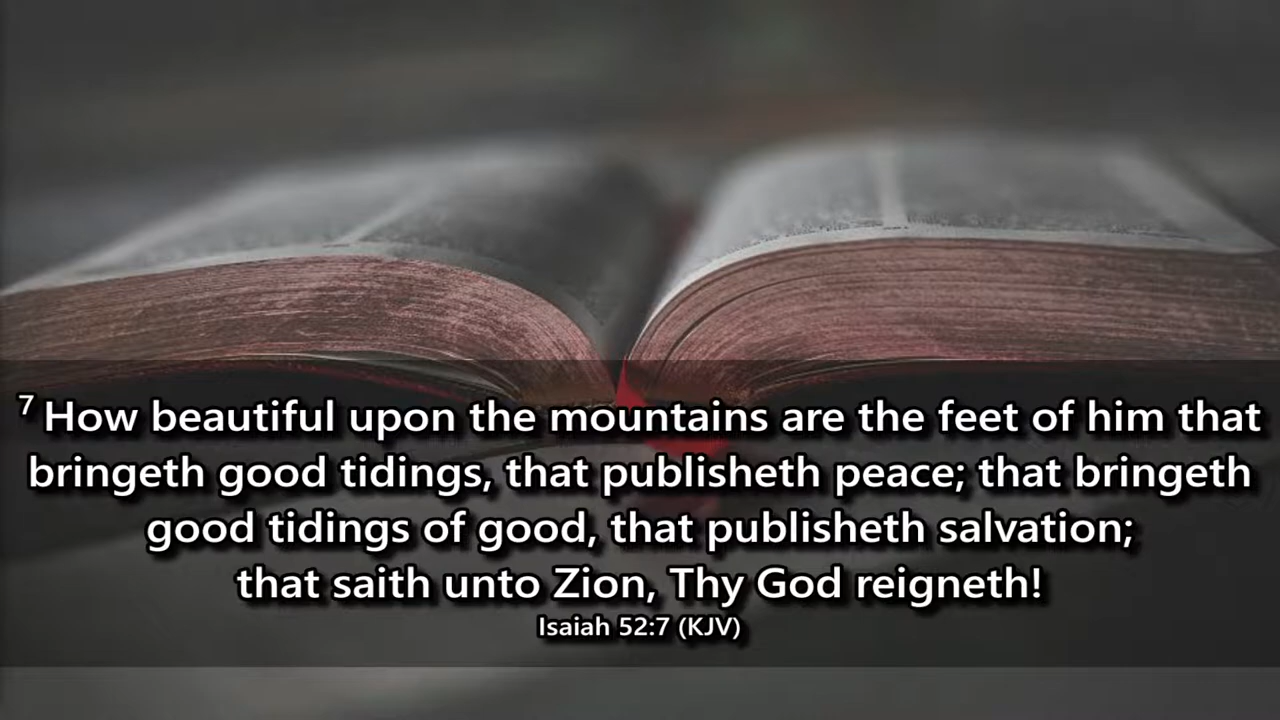 7 How beautiful upon the mountains are the feet of him that
bringeth good tidings, that publisheth peace; that bringeth
good tidings of good, that publisheth salvation;
that saith unto Zion, Thy God reigneth!
Isaiah 52:7 (KJV)